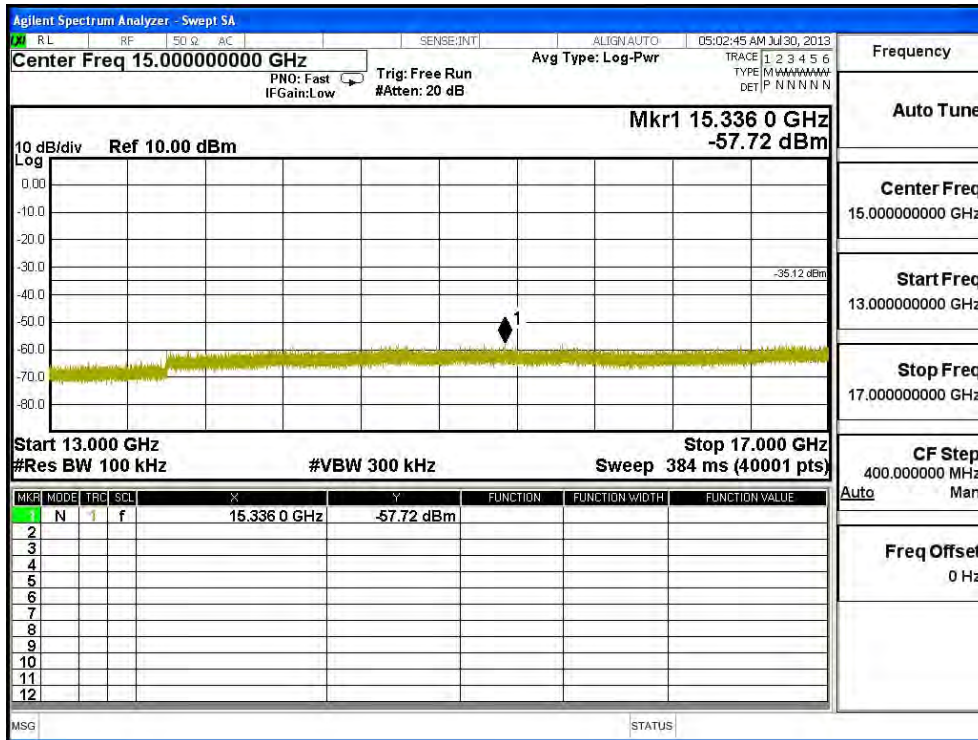 Agilent Spectrum Analyzer - Swept SA
RL RF 50 Ω AC SENSE:INT ALIGN AUTO 05:02:45 AM Jul 30, 2013
Center Freq 15.000000000 GHz Avg Type: Log-Pwr TRACE 1 2 3 4 5 6
PNO: Fast Trig: Free Run TYPE MWWWWW
IFGain:Low #Atten: 20 dB DET P N N N N N
Mkr1 15.336 0 GHz
10 dB/div Ref 10.00 dBm -57.72 dBm
Log
0.00
-10.0
-20.0
-30.0
-35.12 dBm
-40.0
-50.0
1
-60.0
-70.0
-80.0
Start 13.000 GHz Stop 17.000 GHz
#Res BW 100 kHz #VBW 300 kHz Sweep 384 ms (40001 pts)
MKR MODE TRC SCL X Y FUNCTION FUNCTION WIDTH FUNCTION VALUE
1 N 1 f 15.336 0 GHz -57.72 dBm
2
3
4
5
6
7
8
9
10
11
12
MSG STATUS
Frequency
Auto Tune
Center Freq
15.000000000 GHz
Start Freq
13.000000000 GHz
Stop Freq
17.000000000 GHz
CF Step
400.000000 MHz
Auto Man
Freq Offset
0 Hz